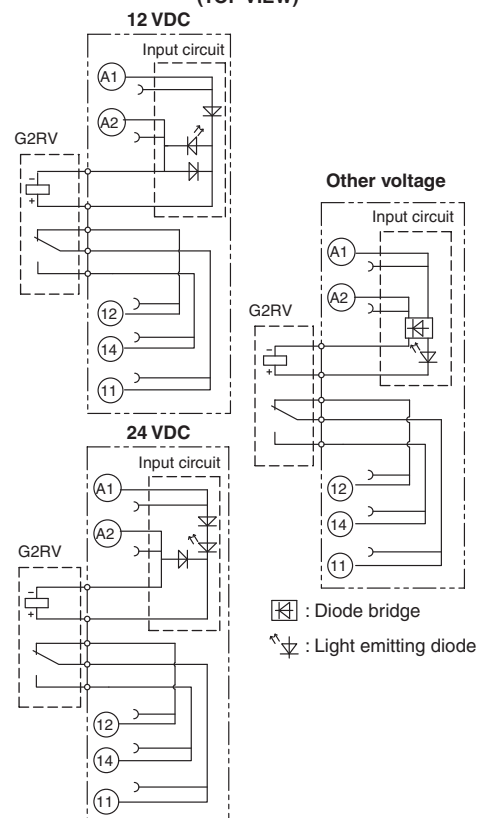 (TOP VIEW)
12 VDC
Input circuit
A1
A2
G2RV
−
+
12
14
11
24 VDC
Input circuit
A1
A2
G2RV
−
+
12
14
11
Other voltage
Input circuit
A1
A2
G2RV
−
+
12
14
11
: Diode bridge
: Light emitting diode